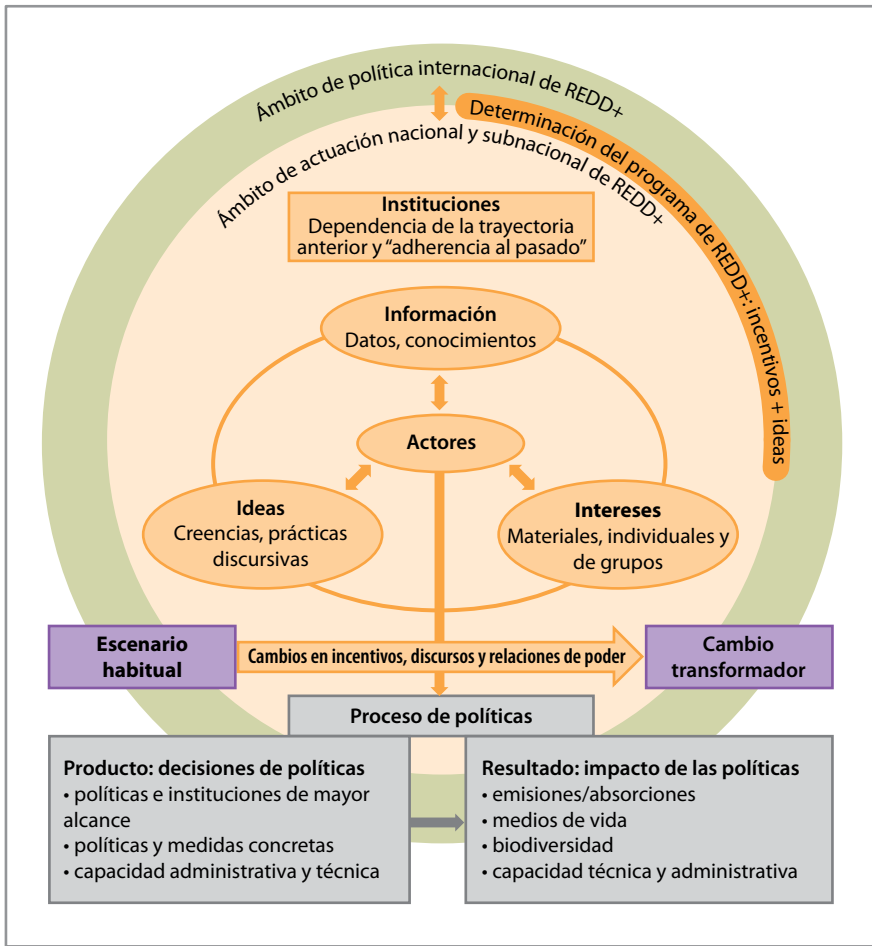 Ámbito de política internacional de REDD+
Determinación del programa de REDD+: incentivos + ideas
Ámbito de actuación nacional y subnacional de REDD+
Instituciones
Dependencia de la trayectoria
anterior y “adherencia al pasado”
Información
Datos, conocimientos
Actores
Ideas
Creencias, prácticas
discursivas
Intereses
Materiales, individuales y
de grupos
Escenario
habitual
Cambios en incentivos, discursos y relaciones de poder
Cambio
transformador
Proceso de políticas
Producto: decisiones de políticas
• políticas e instituciones de mayor
alcance
• políticas y medidas concretas
• capacidad administrativa y técnica
Resultado: impacto de las políticas
• emisiones/absorciones
• medios de vida
• biodiversidad
• capacidad técnica y administrativa